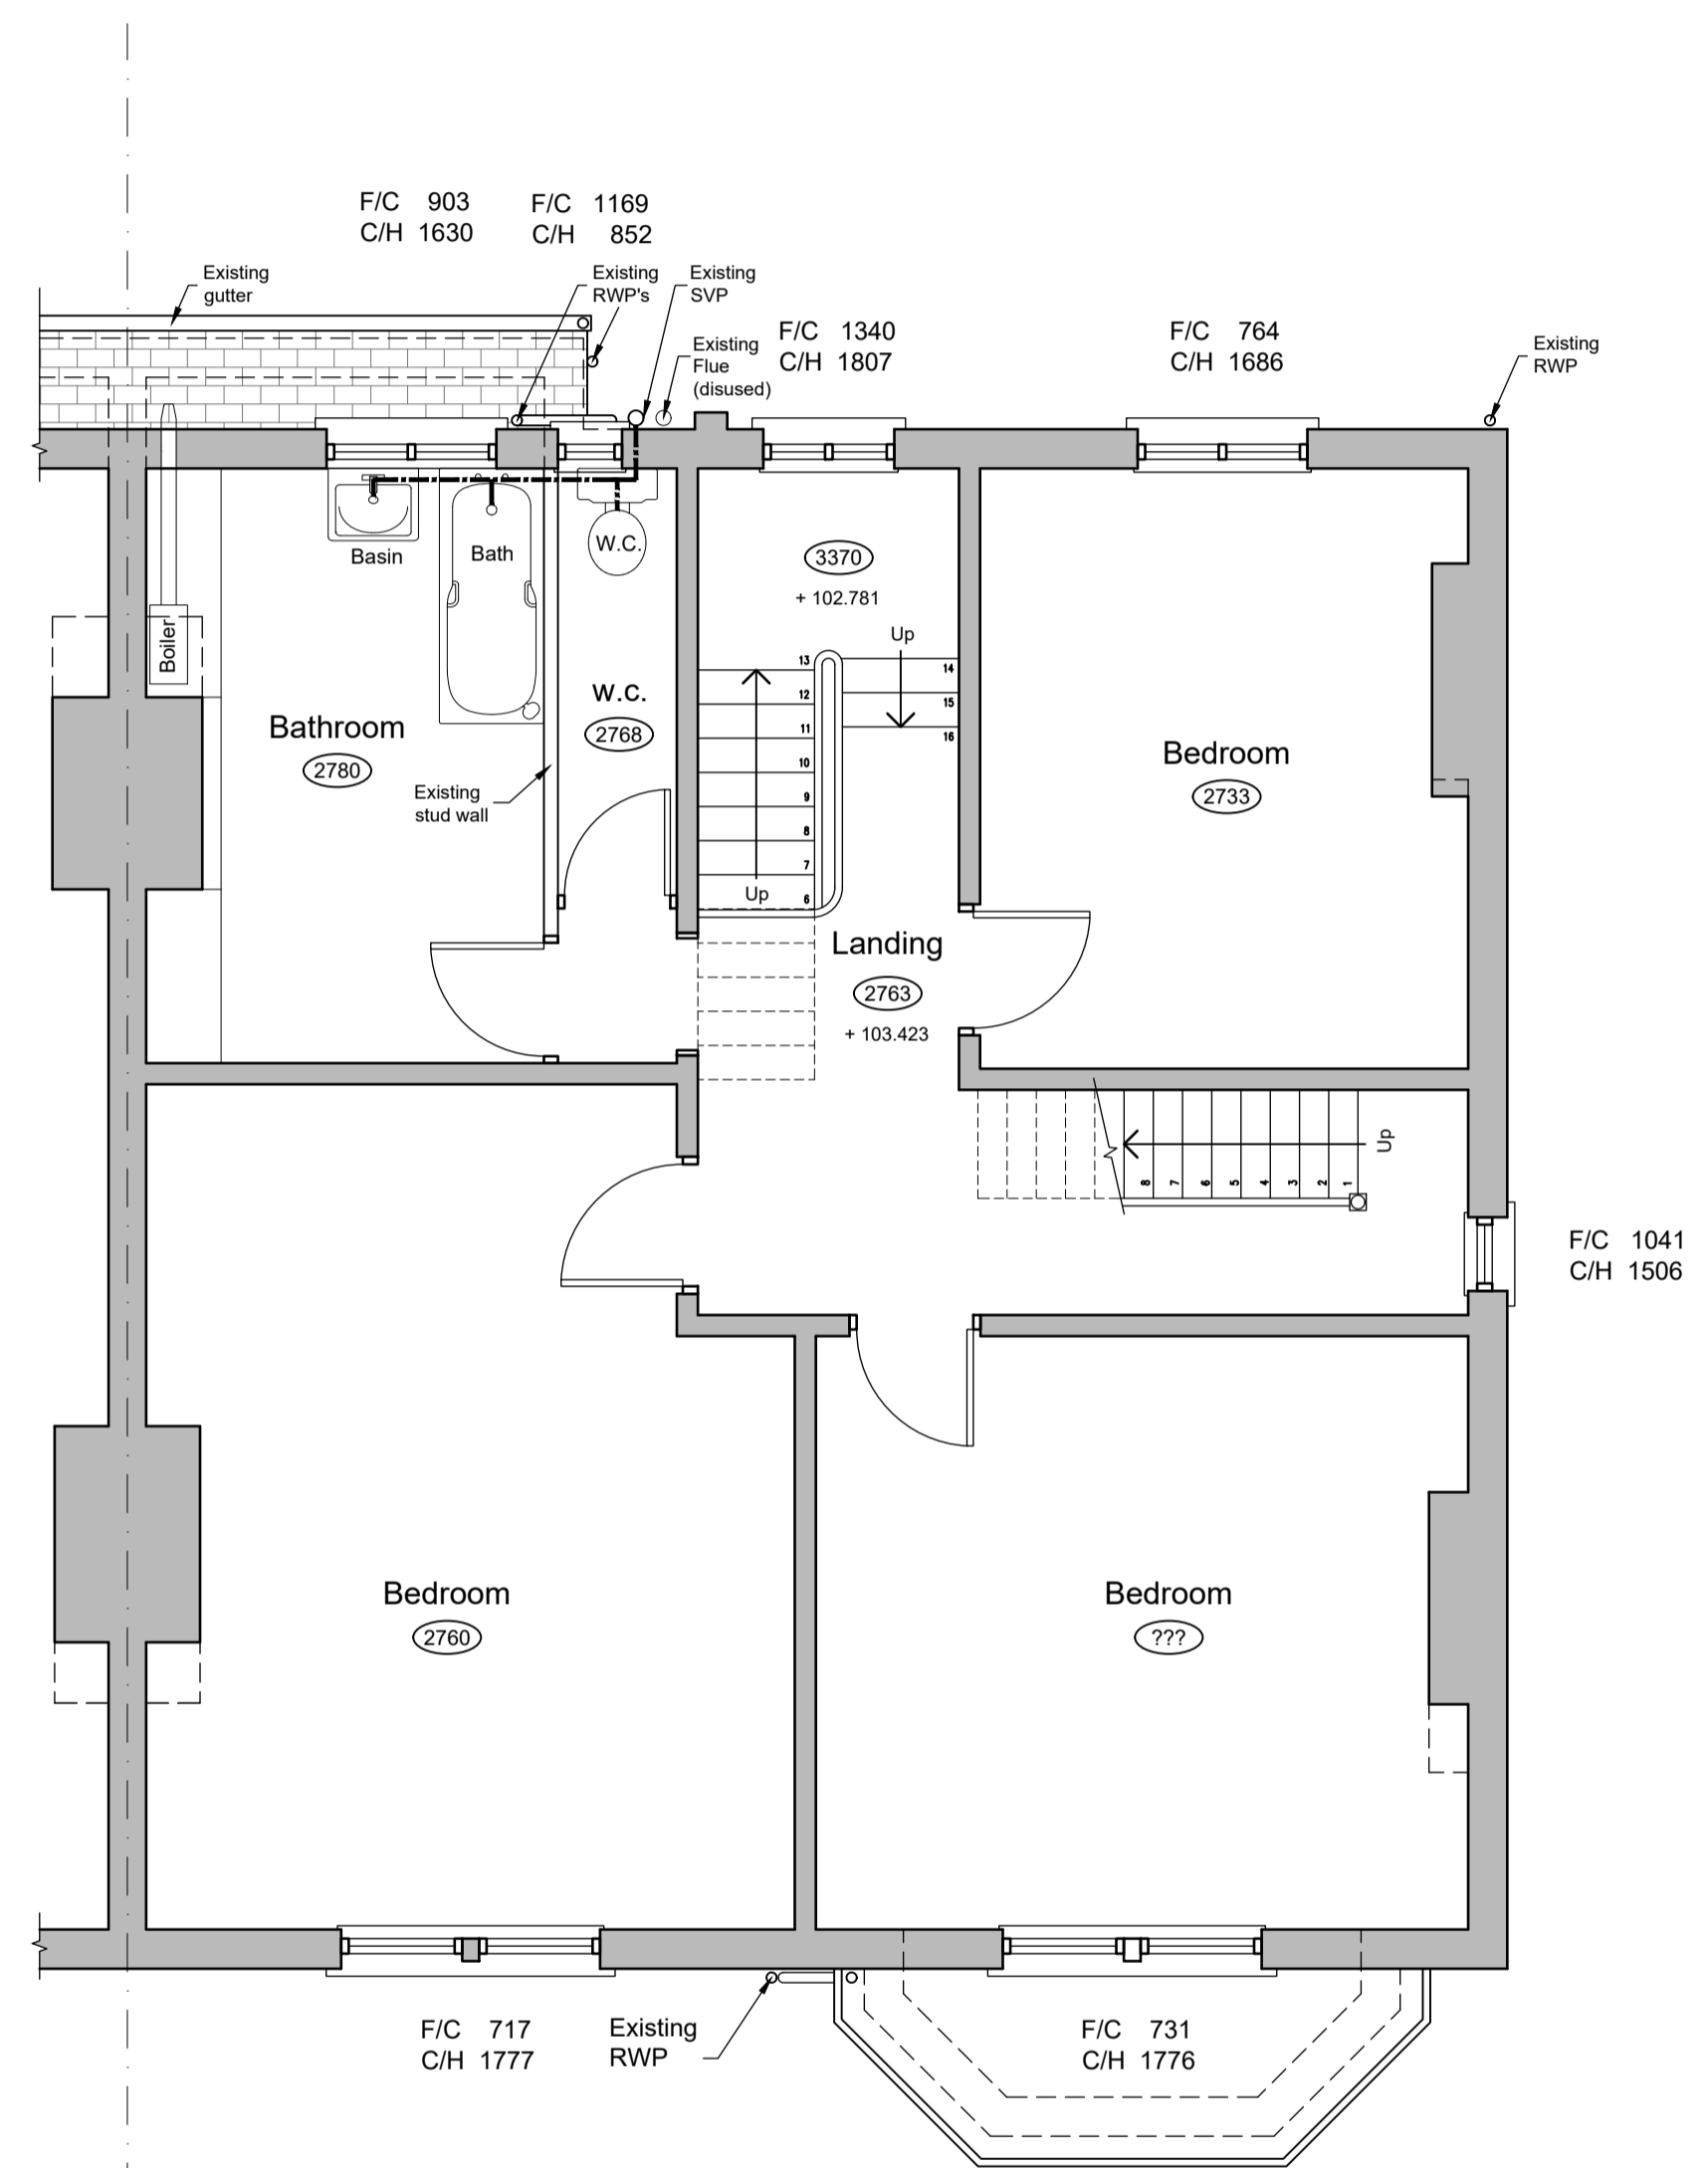 F/C 903
C/H 1630
F/C 1169
C/H 852
Existing
gutter
Existing
RWP's
Existing
SVP
Existing
Flue
(disused)
F/C 1340
C/H 1807
F/C 764
C/H 1686
Existing
RWP
Basin
Bath
W.C.
3370
+ 102.781
Up
Boiler
13
12
11
10
9
8
7
6
14
15
16
Up
W.C.
2768
Bathroom
2780
Existing
stud wall
Bedroom
2733
Landing
2763
+ 103.423
8
7
6
5
4
3
2
1
Up
F/C 1041
C/H 1506
Bedroom
2760
Bedroom
???
F/C 717
C/H 1777
Existing
RWP
F/C 731
C/H 1776